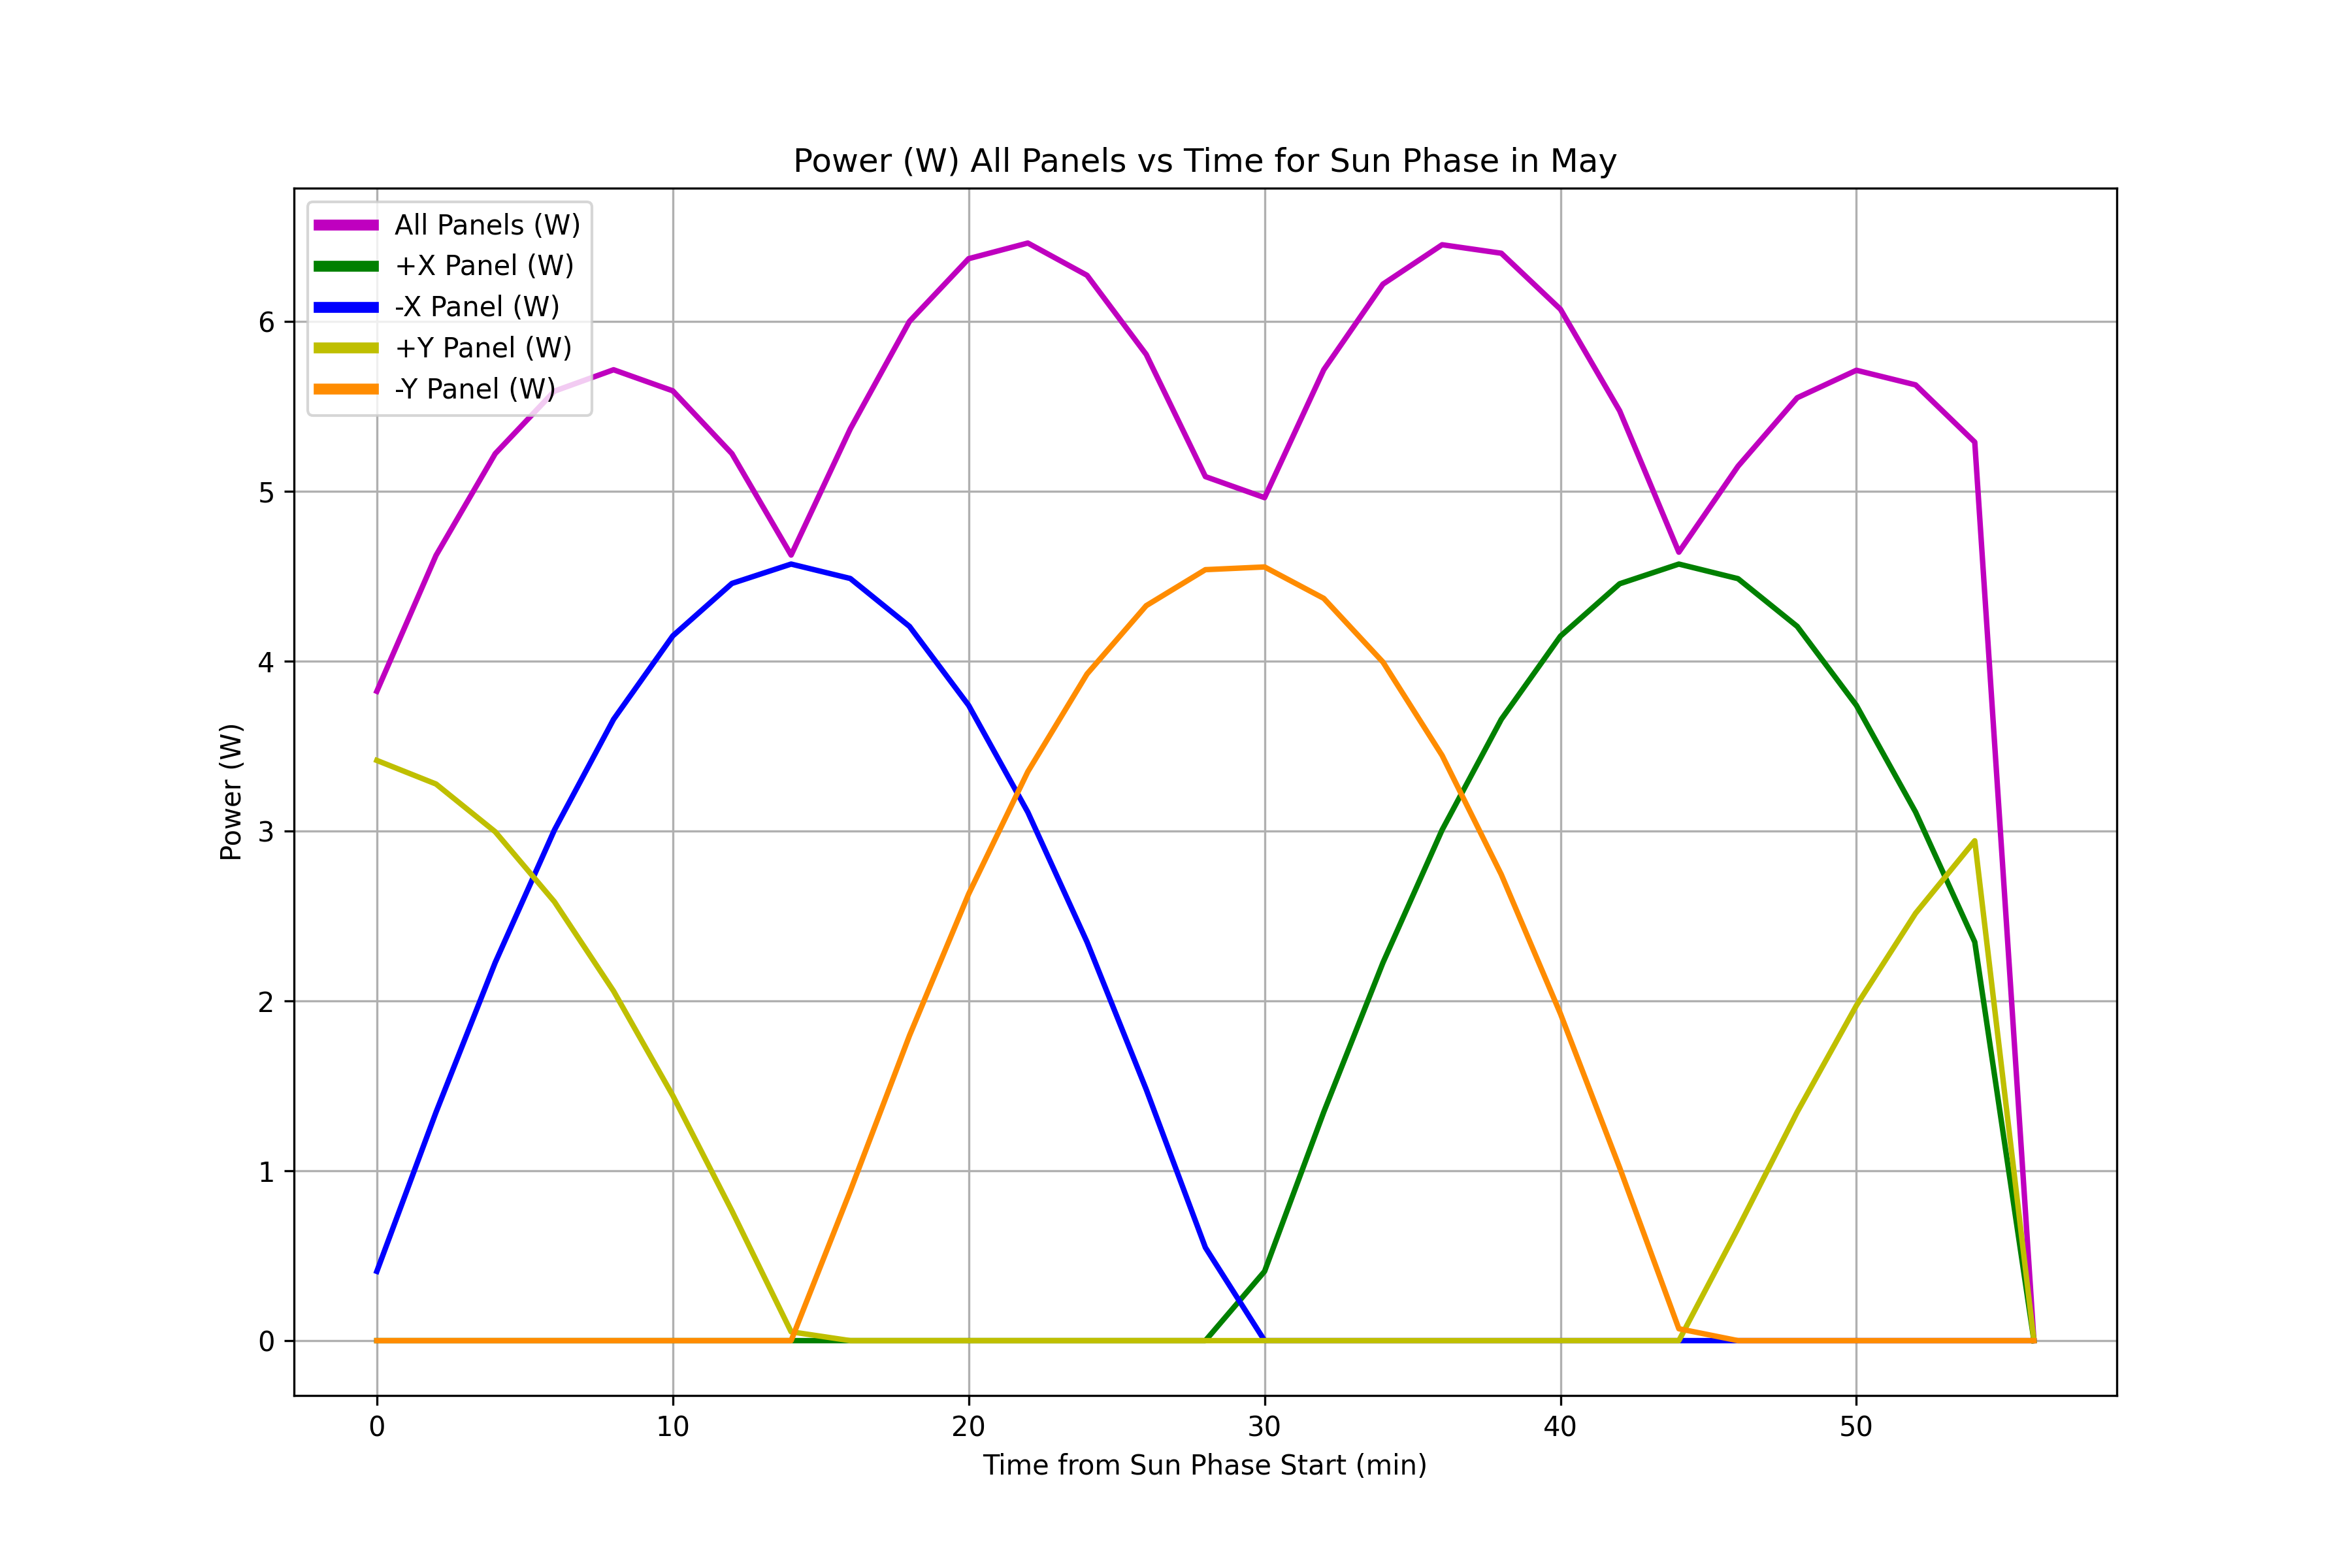 Power (W) All Panels vs Time for Sun Phase in May
All Panels (W)
+X Panel (W)
-X Panel (W)
+Y Panel (W)
-Y Panel (W)
6
5
4
3
2
1
0
Power (W)
0 10 20 30 40 50
Time from Sun Phase Start (min)